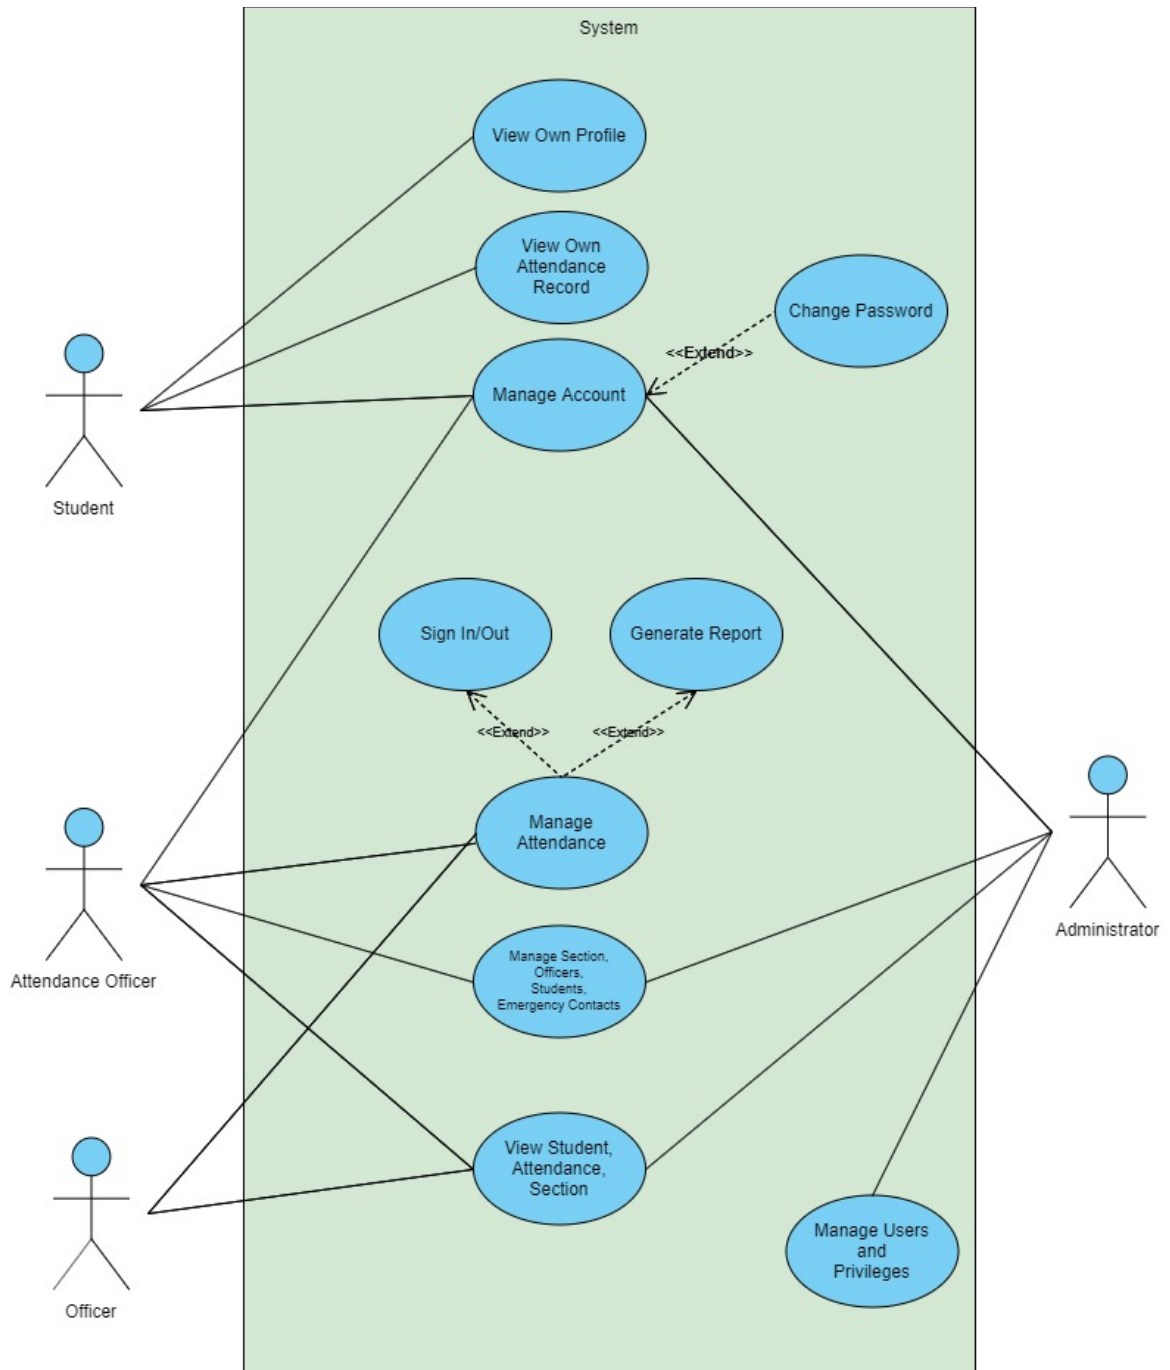 System
View Own Profile
View Own
Attendance
Record
Change Password
<<Extend>>
Manage Account
Student
Sign In/Out
Generate Report
<<Extend>>
<<Extend>>
Manage
Attendance
Attendance Officer
Administrator
Manage Section,
Officers,
Students,
Emergency Contacts
View Student,
Attendance,
Section
Manage Users
and
Privileges
Officer